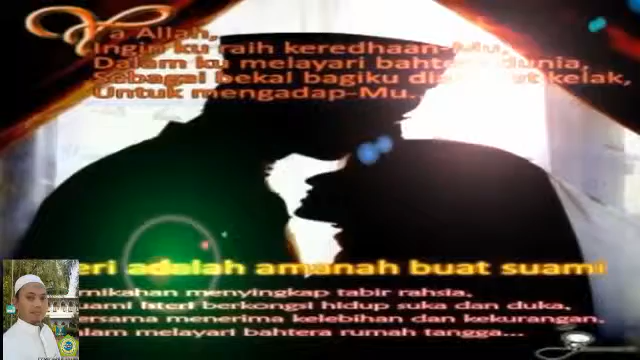 Ya Allah,
Ingin ku raih keredhaan-Mu,
Dalam ku melayari bahtera dunia,
Sebagai bekal bagiku kelak,
Untuk mengadap-Mu...
adalah amanah buat suami
menyingkap tabir rahsia,
isteri berkongsi hidup suka dan duka,
menerima kelebihan dan kekurangan,
melayari bahtera rumah tangga...